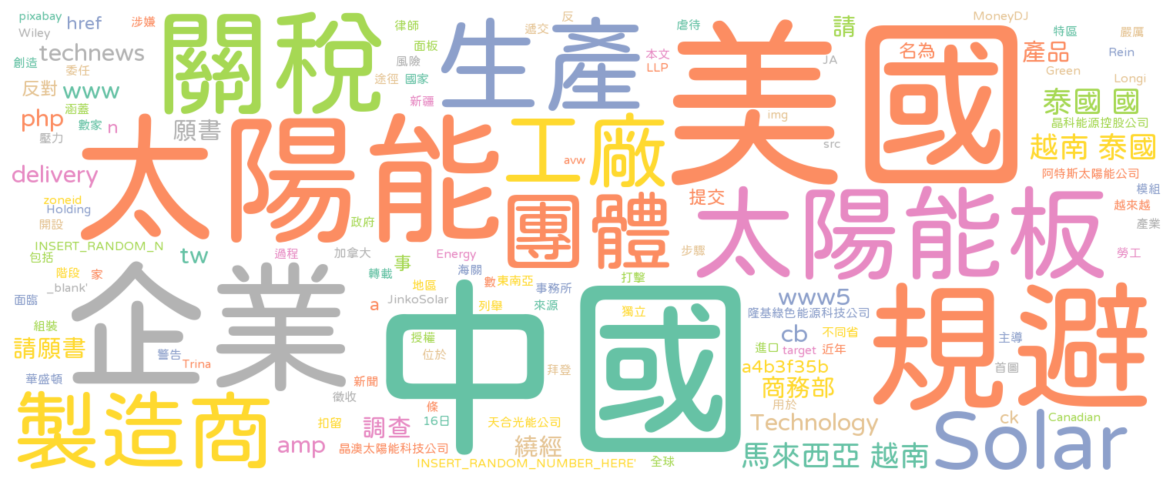 pixabay
href
涉嫌
Wiley
technews
創造
委任
反對
www
涵蓋
php
數家
n
壓力
關稅
律師
面板
風險
途徑
國家
新疆
願書
生產
遞交
反
虐待
本文
LLP
請
JA
美國
名為
MoneyDJ
產品
特區
嚴厲
Rein
Green
Longi
泰國 國
晶科能源控股公司
越南 泰國
阿特斯太陽能公司
img
src
delivery
zoneid
Holding
開設
太陽能
工廠
avw
團體
提交
太陽能板
模組
越來越
產業
勞工
政府
步驟
INSERT_RANDOM_N
包括
tw
過程
加拿大
事
Energy
轉載
海關
數
東南亞
地區
打擊
階段
家
_blank'
面臨
a
JinkoSolar
列舉
事務所
來源
獨立
www5
隆基綠色能源科技公司
組裝
請願書
企業
中國
規避
cb
不同省
主導
授權
位於
進口
target
近年
警告
Trina
華盛頓
新聞
徵收
拜登
a4b3f35b
首圖
商務部
用於
製造商
扣留
條
16日
天合光能公司
調查
amp
晶澳太陽能科技公司
繞經
Technology
ck
Canadian
Solar
INSERT_RANDOM_NUMBER_HERE'
全球
馬來西亞 越南